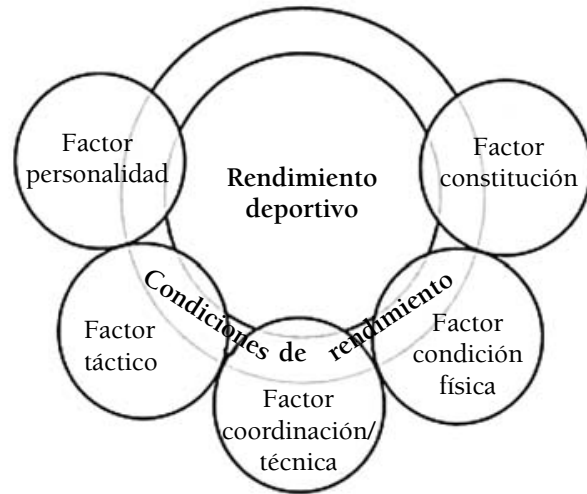 Factor
personalidad
Factor
constitución
Rendimiento
deportivo
Condiciones de rendimiento
Factor
táctico
Factor
condición
física
Factor
coordinación/
técnica